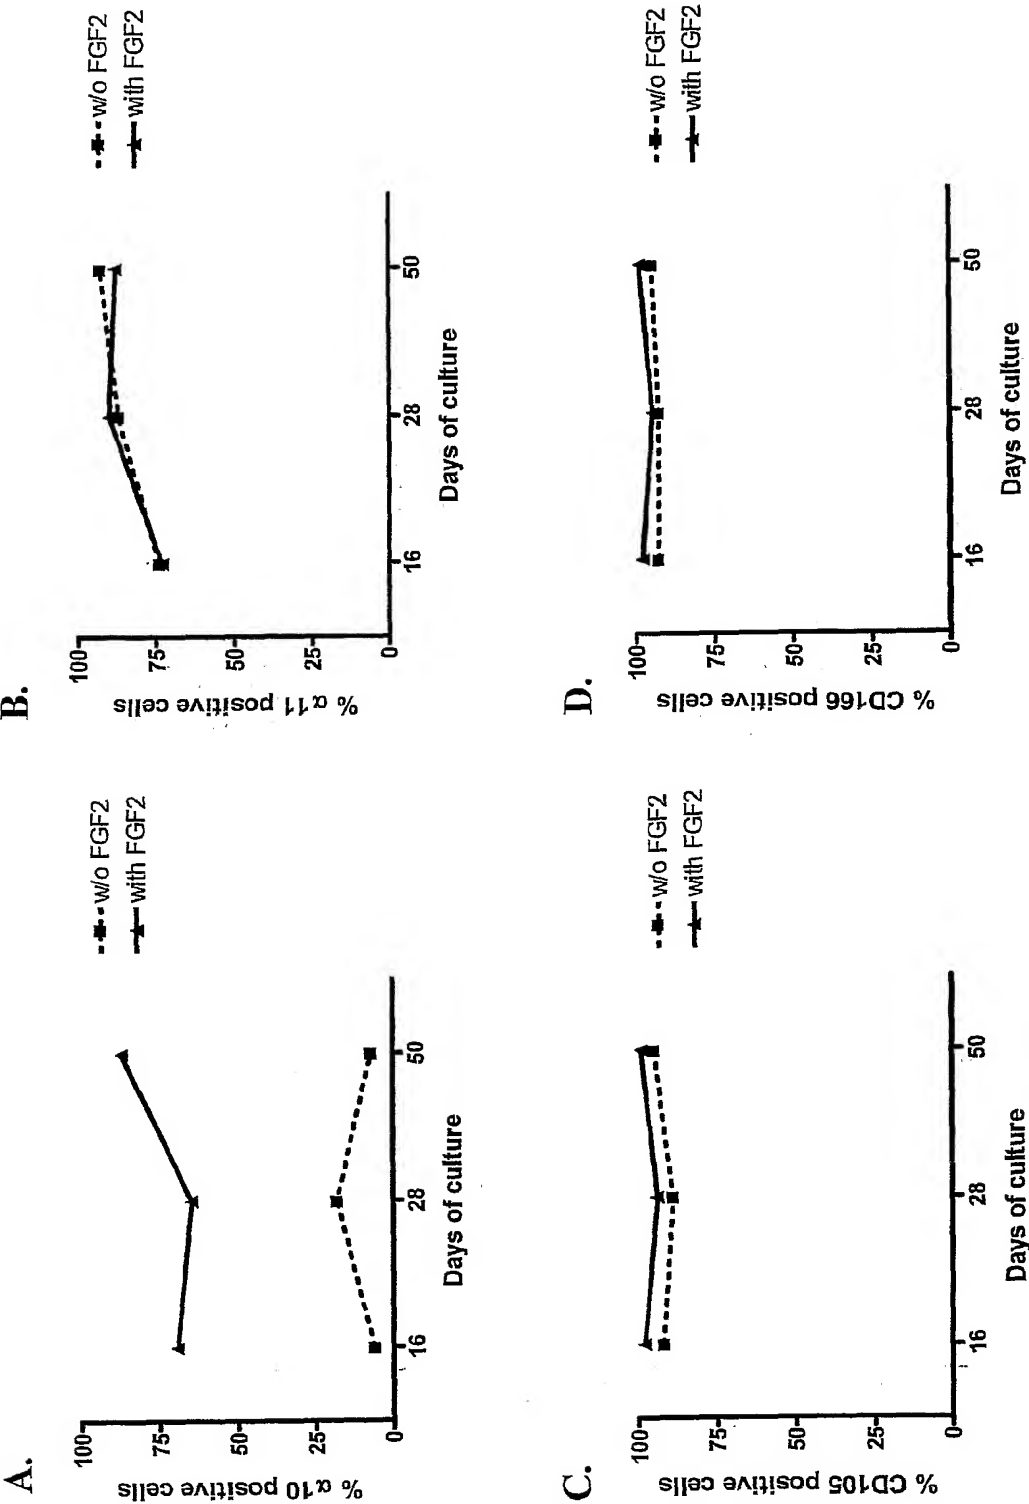 A.
% α10 positive cells
100
75
50
25
0
16
28
50
Days of culture
w/o FGF2
with FGF2
B.
% α11 positive cells
100
75
50
25
0
16
28
50
Days of culture
w/o FGF2
with FGF2
C.
% CD105 positive cells
100
75
50
25
0
16
28
50
Days of culture
w/o FGF2
with FGF2
D.
% CD166 positive cells
100
75
50
25
0
16
28
50
Days of culture
w/o FGF2
with FGF2